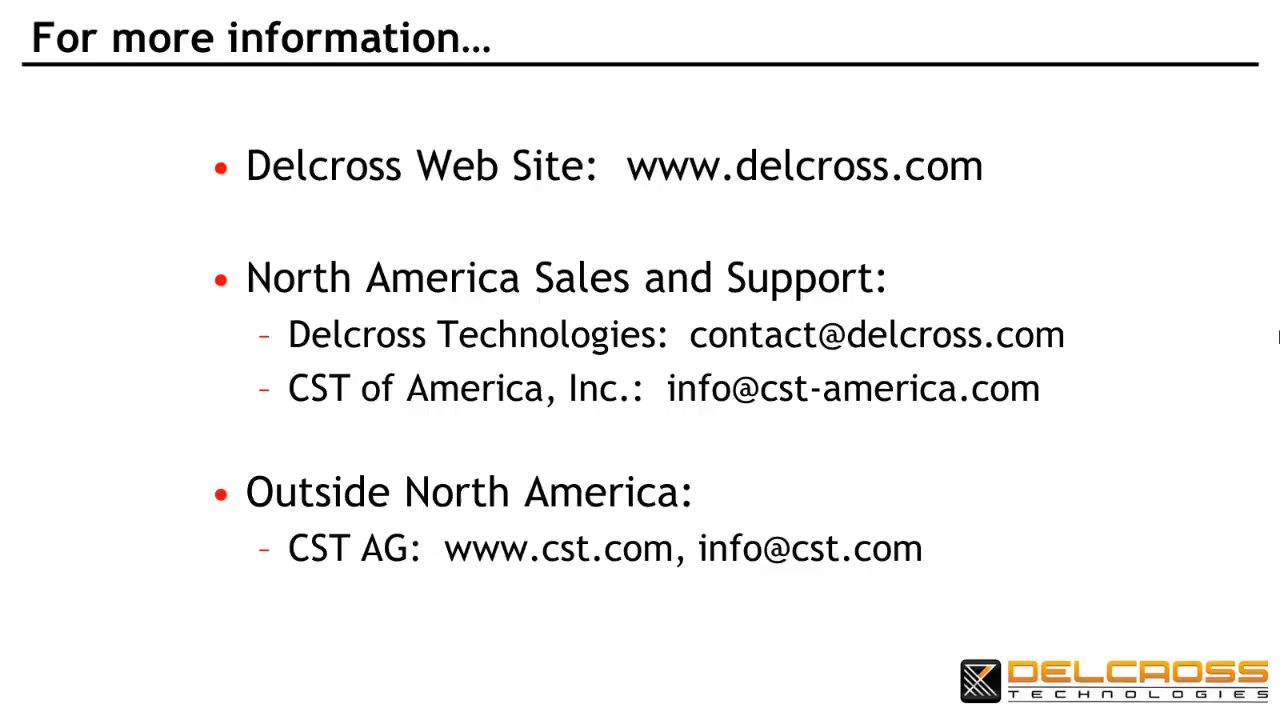 For more information…
• Delcross Web Site: www.delcross.com
• North America Sales and Support:
– Delcross Technologies: contact@delcross.com
– CST of America, Inc.: info@cst-america.com
• Outside North America:
– CST AG: www.cst.com, info@cst.com
DELCROSS
TECHNOLOGIES